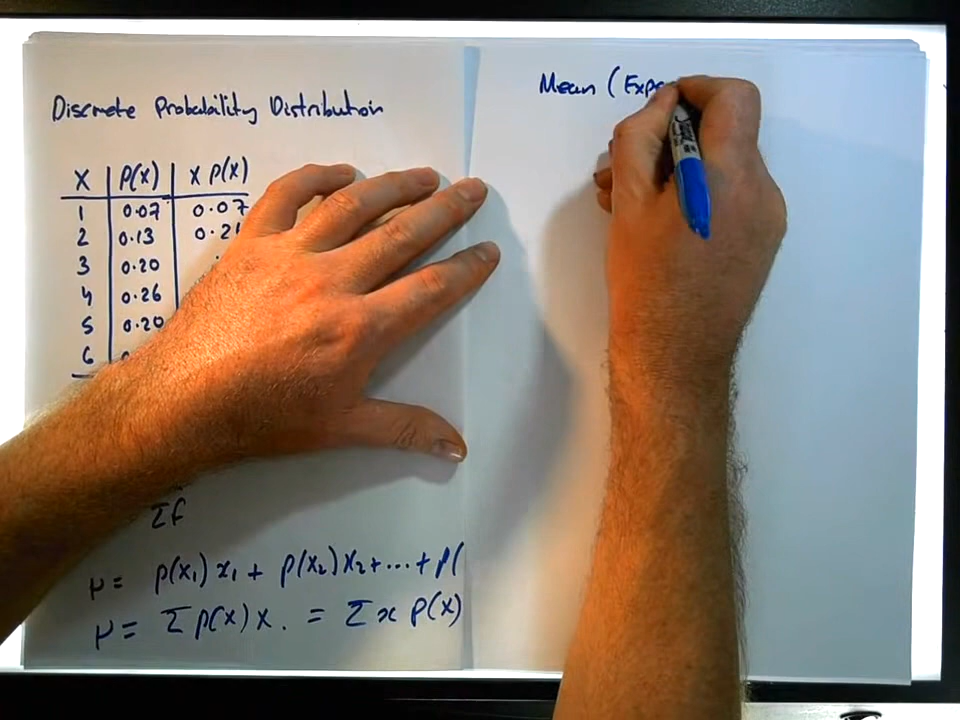 Discrete Probability Distribution
X P(X) X P(X)
1 0.07 0.07
2 0.13
3 0.20
4 0.26
5 0.20
6
Σf
μ = P(X₁) X₁ + P(X₂) X₂ + ... + P(
μ = Σ P(X) X. = Σ x P(X)
Mean (Expe